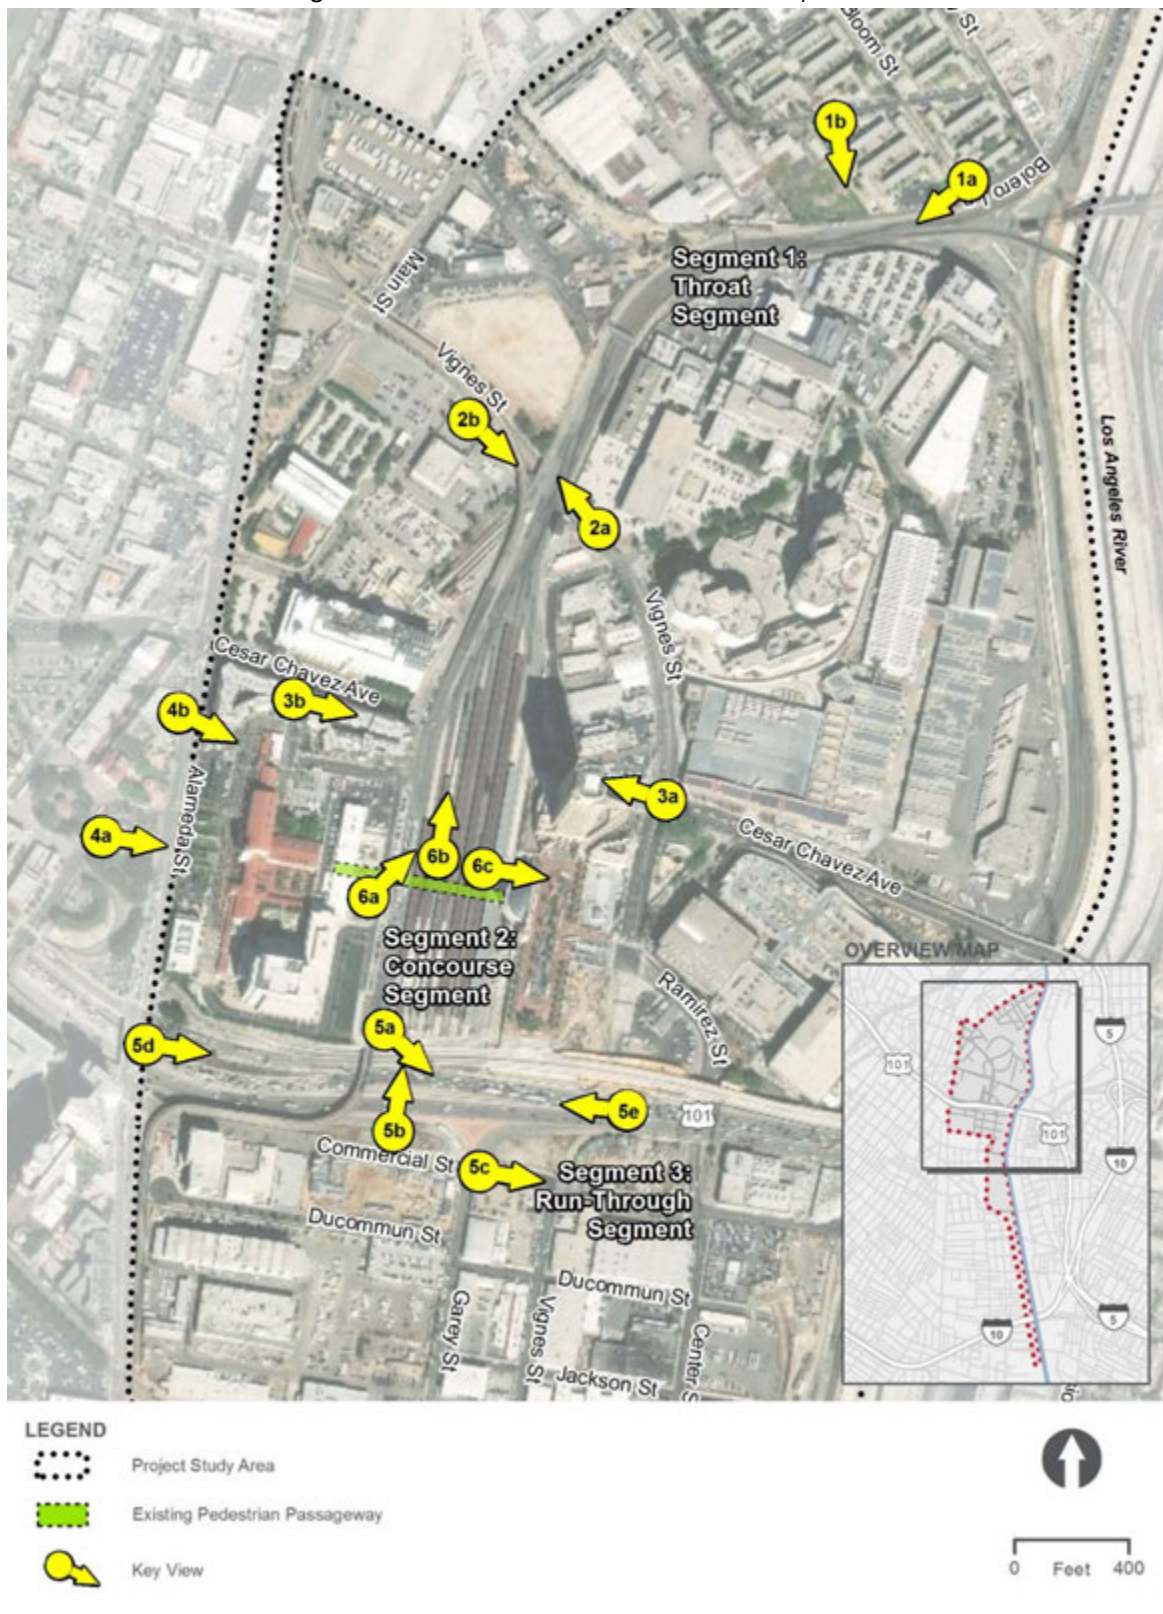 Bloom St
St
1b
1a
Bolero Ln
Segment 1:
Throat
Segment
Main St
Vignes St
2b
2a
Los Angeles River
Vignes St
Cesar Chavez Ave
3b
4b
3a
Alameda St
4a
6b
6c
6a
Cesar Chavez Ave
Segment 2:
Concourse
Segment
Ramirez St
5a
5d
5b
5e
101
Commercial St
5c
Segment 3:
Run-Through
Segment
Ducommun St
Ducommun St
Garey St
Vignes St
Center S
Jackson St
OVERVIEW MAP
101
5
101
10
10
5
LEGEND
Project Study Area
Existing Pedestrian Passageway
Key View
0 Feet 400